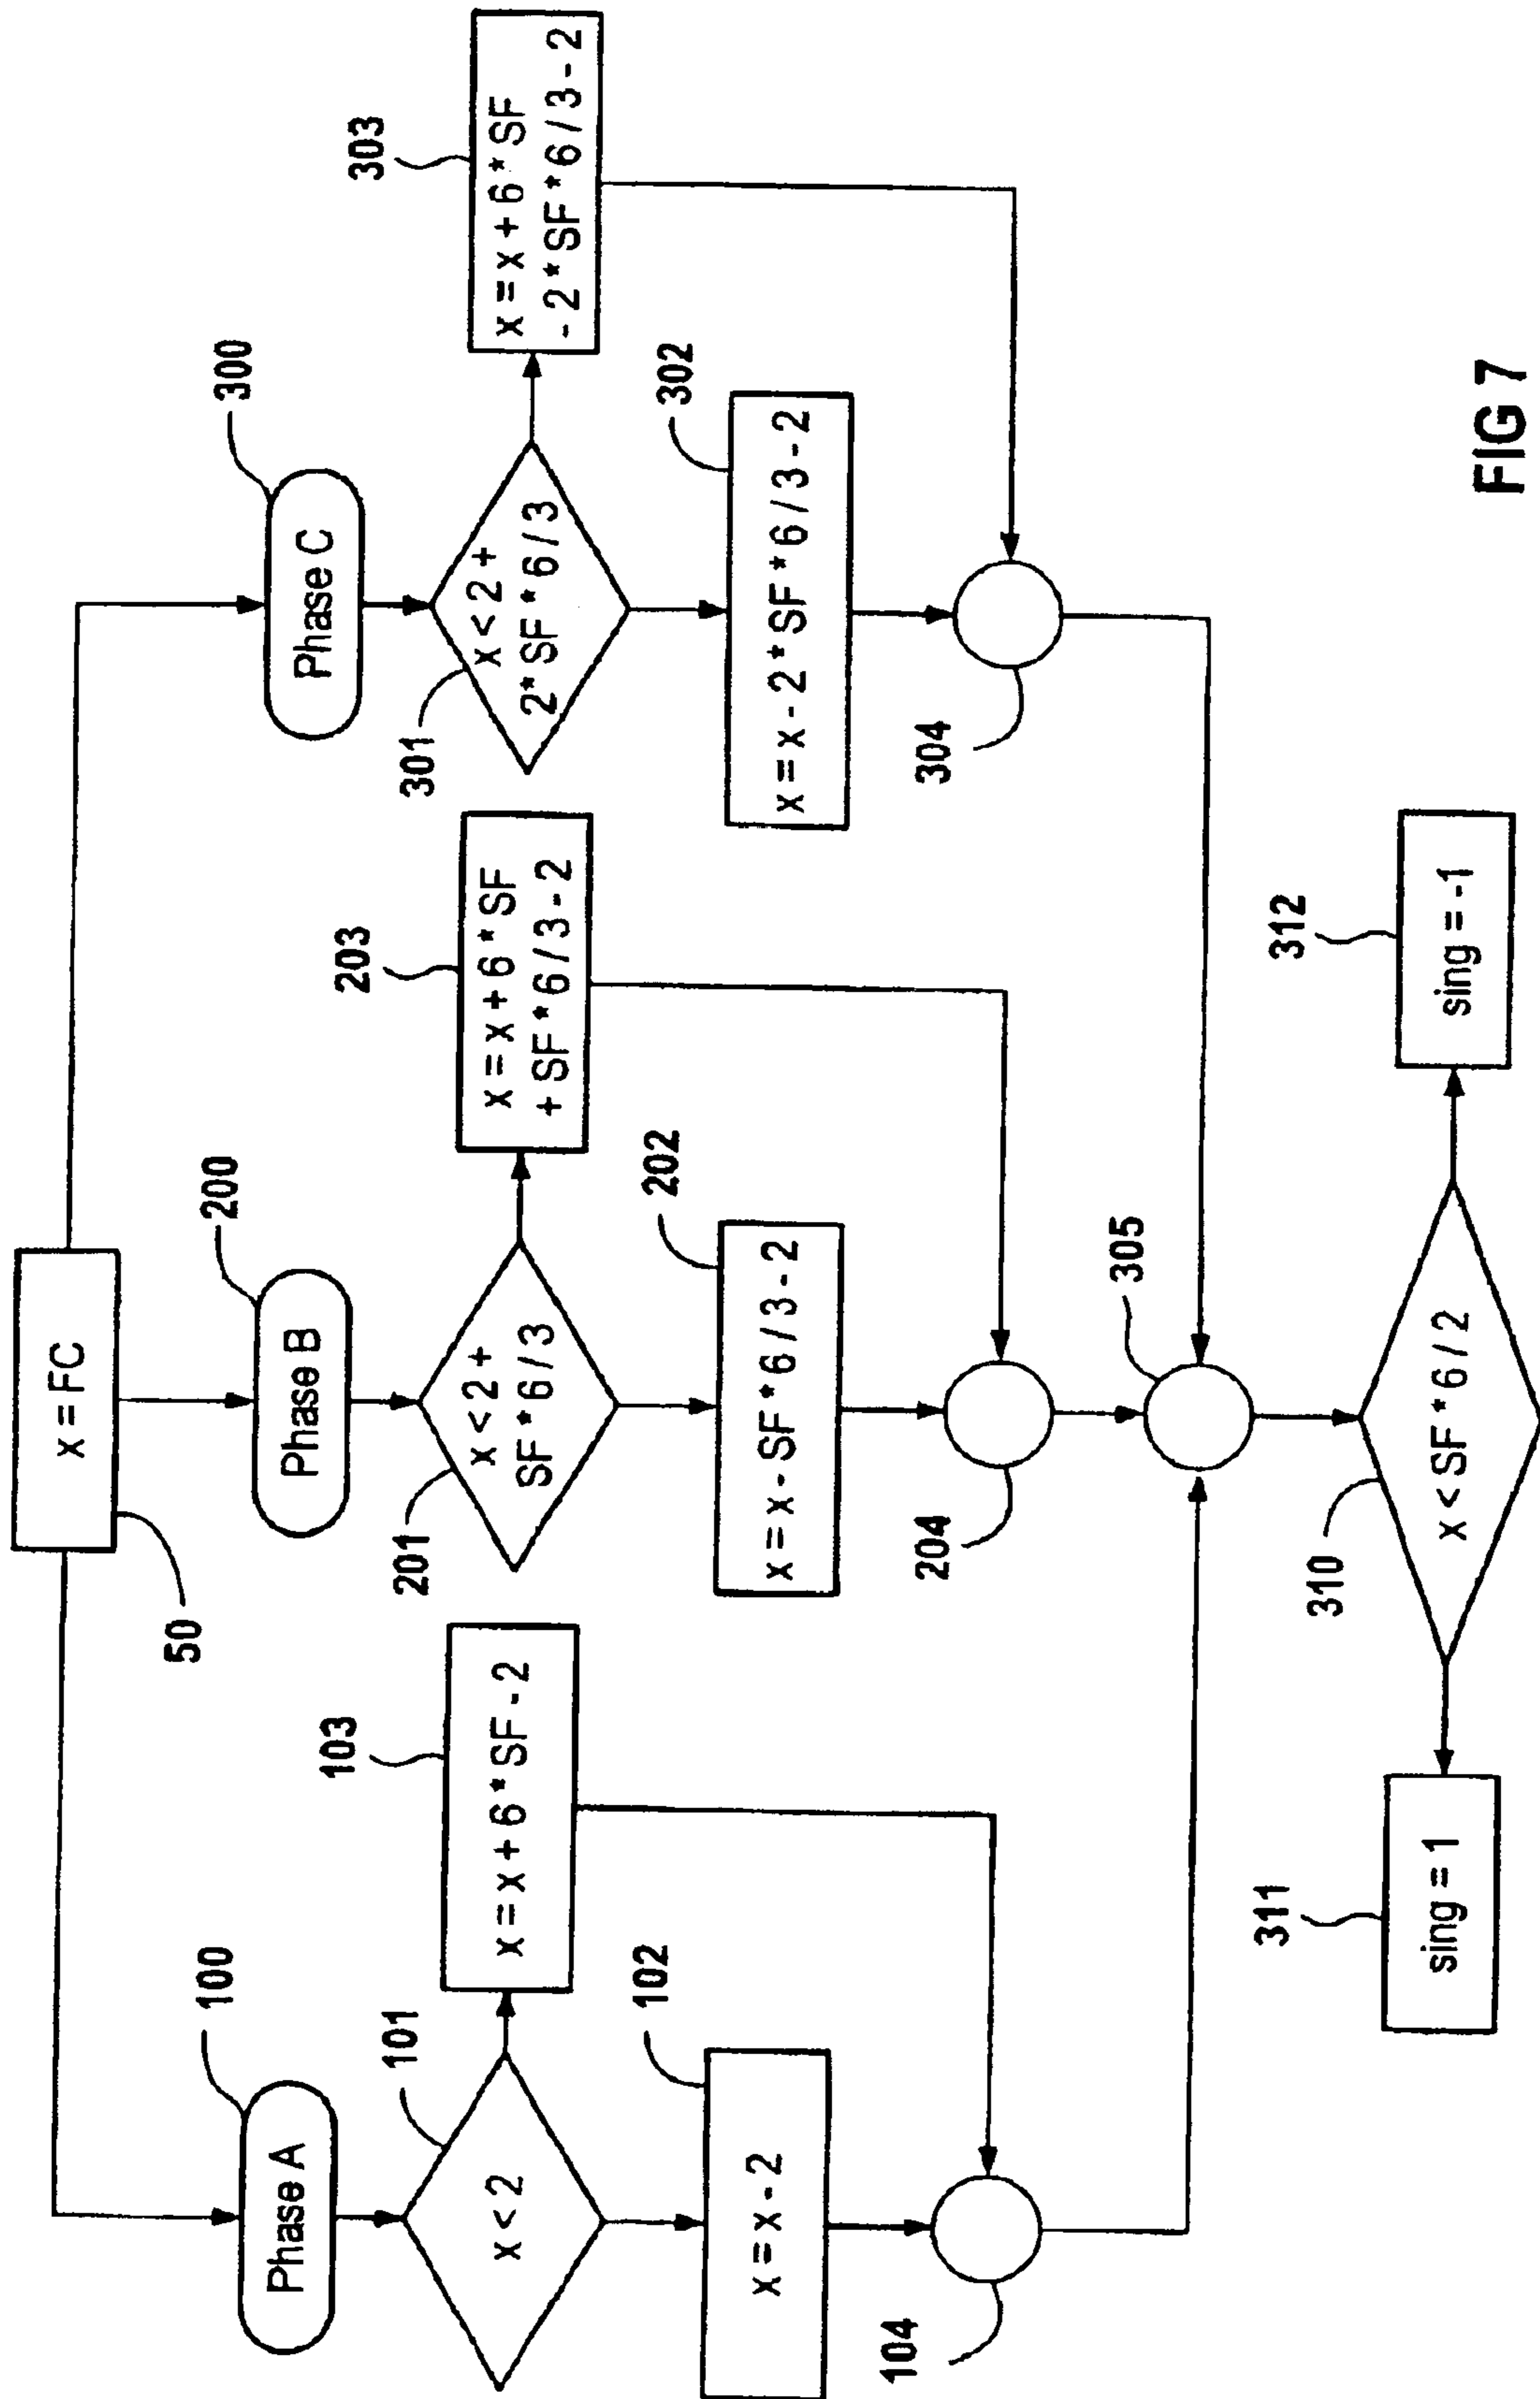 x = FC
50
100
Phase A
101
x < 2
103
x = x + 6 * SF - 2
102
x = x - 2
104
200
Phase B
201
x < 2 +
SF * 6 / 3
203
x = x + 6 * SF
+ SF * 6 / 3 - 2
202
x = x - SF * 6 / 3 - 2
204
300
Phase C
301
x < 2 +
2 * SF * 6 / 3
303
x = x + 6 * SF
- 2 * SF * 6 / 3 - 2
302
x = x - 2 * SF * 6 / 3 - 2
304
305
310
x < SF * 6 / 2
311
sing = 1
312
sing = -1
FIG 7